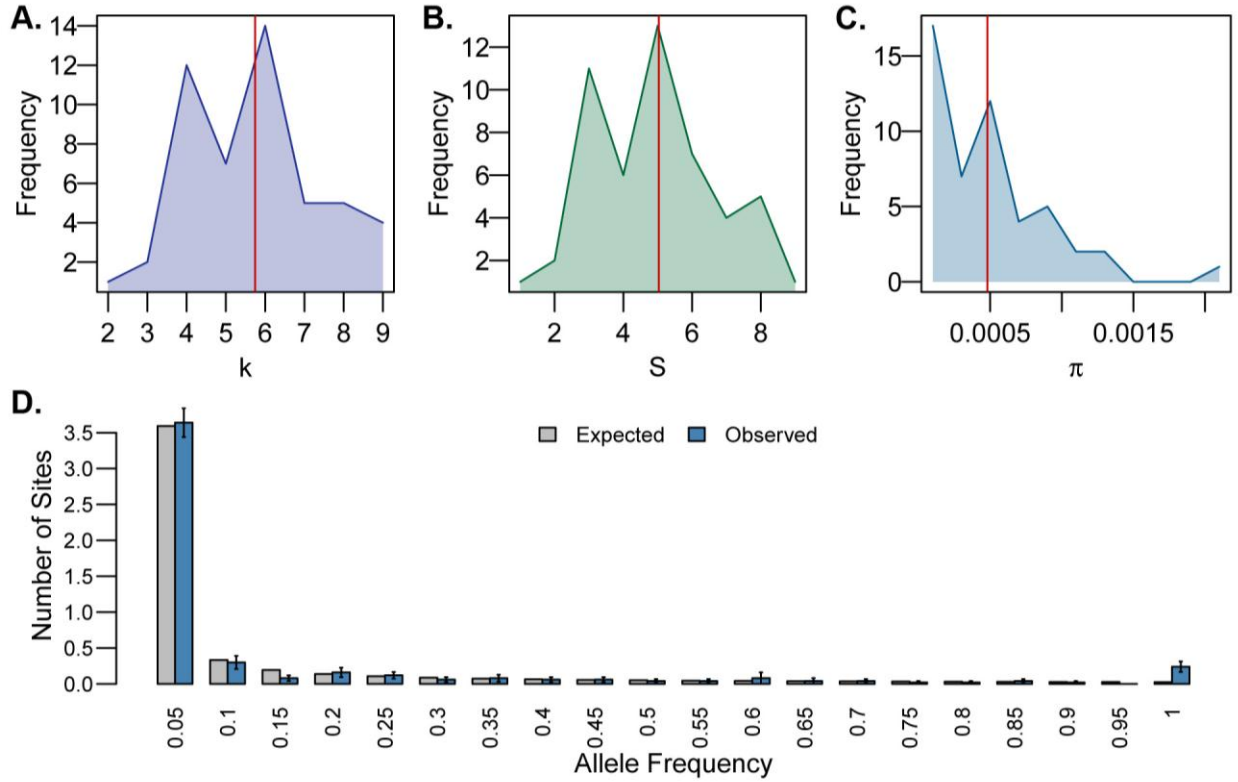 A.
Frequency
14
12
10
8
6
4
2
2 3 4 5 6 7 8 9
k
B.
Frequency
12
10
8
6
4
2
2 4 6 8
S
C.
Frequency
15
10
5
0
0.0005 0.0015
π
D.
Expected Observed
Number of Sites
3.5
3.0
2.5
2.0
1.5
1.0
0.5
0.0
0.05 0.1 0.15 0.2 0.25 0.3 0.35 0.4 0.45 0.5 0.55 0.6 0.65 0.7 0.75 0.8 0.85 0.9 0.95 1
Allele Frequency